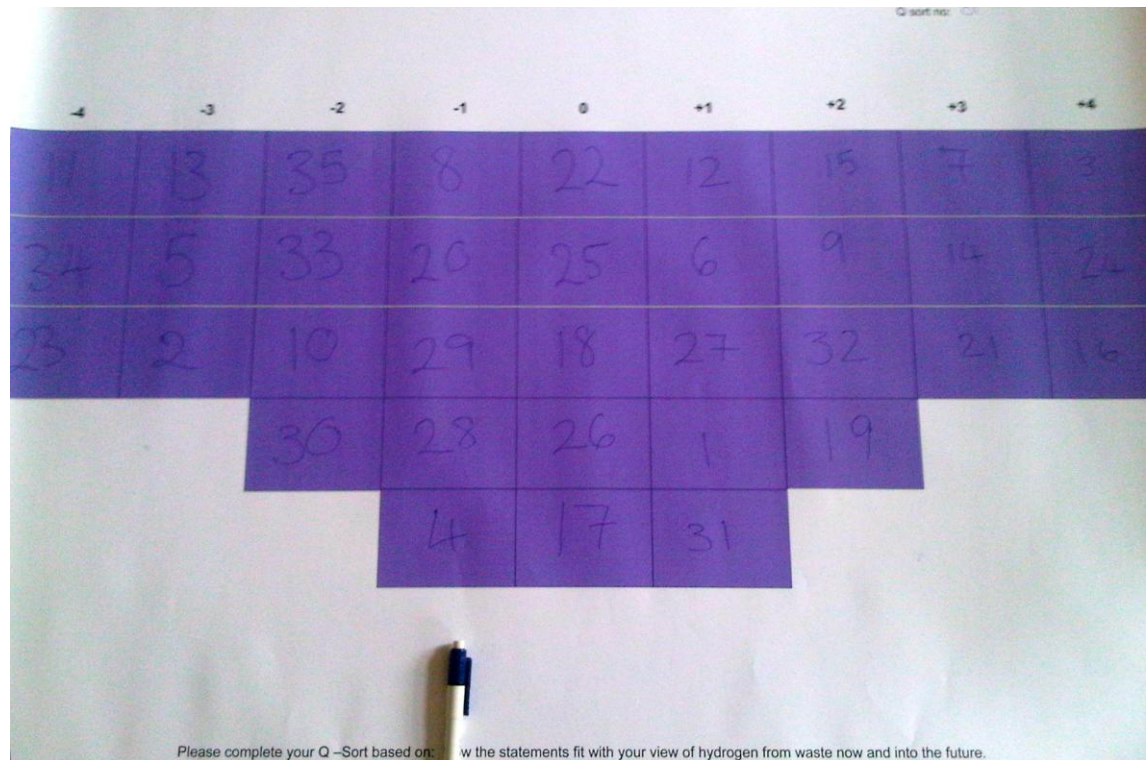 Q sort no:
-4 -3 -2 -1 0 +1 +2 +3 +4
11 13 35 8 22 12 15 7 3
34 5 33 20 25 6 9 14 24
23 2 10 29 18 27 32 21 16
30 28 26 1 19
4 17 31
Please complete your Q –Sort based on: w the statements fit with your view of hydrogen from waste now and into the future.